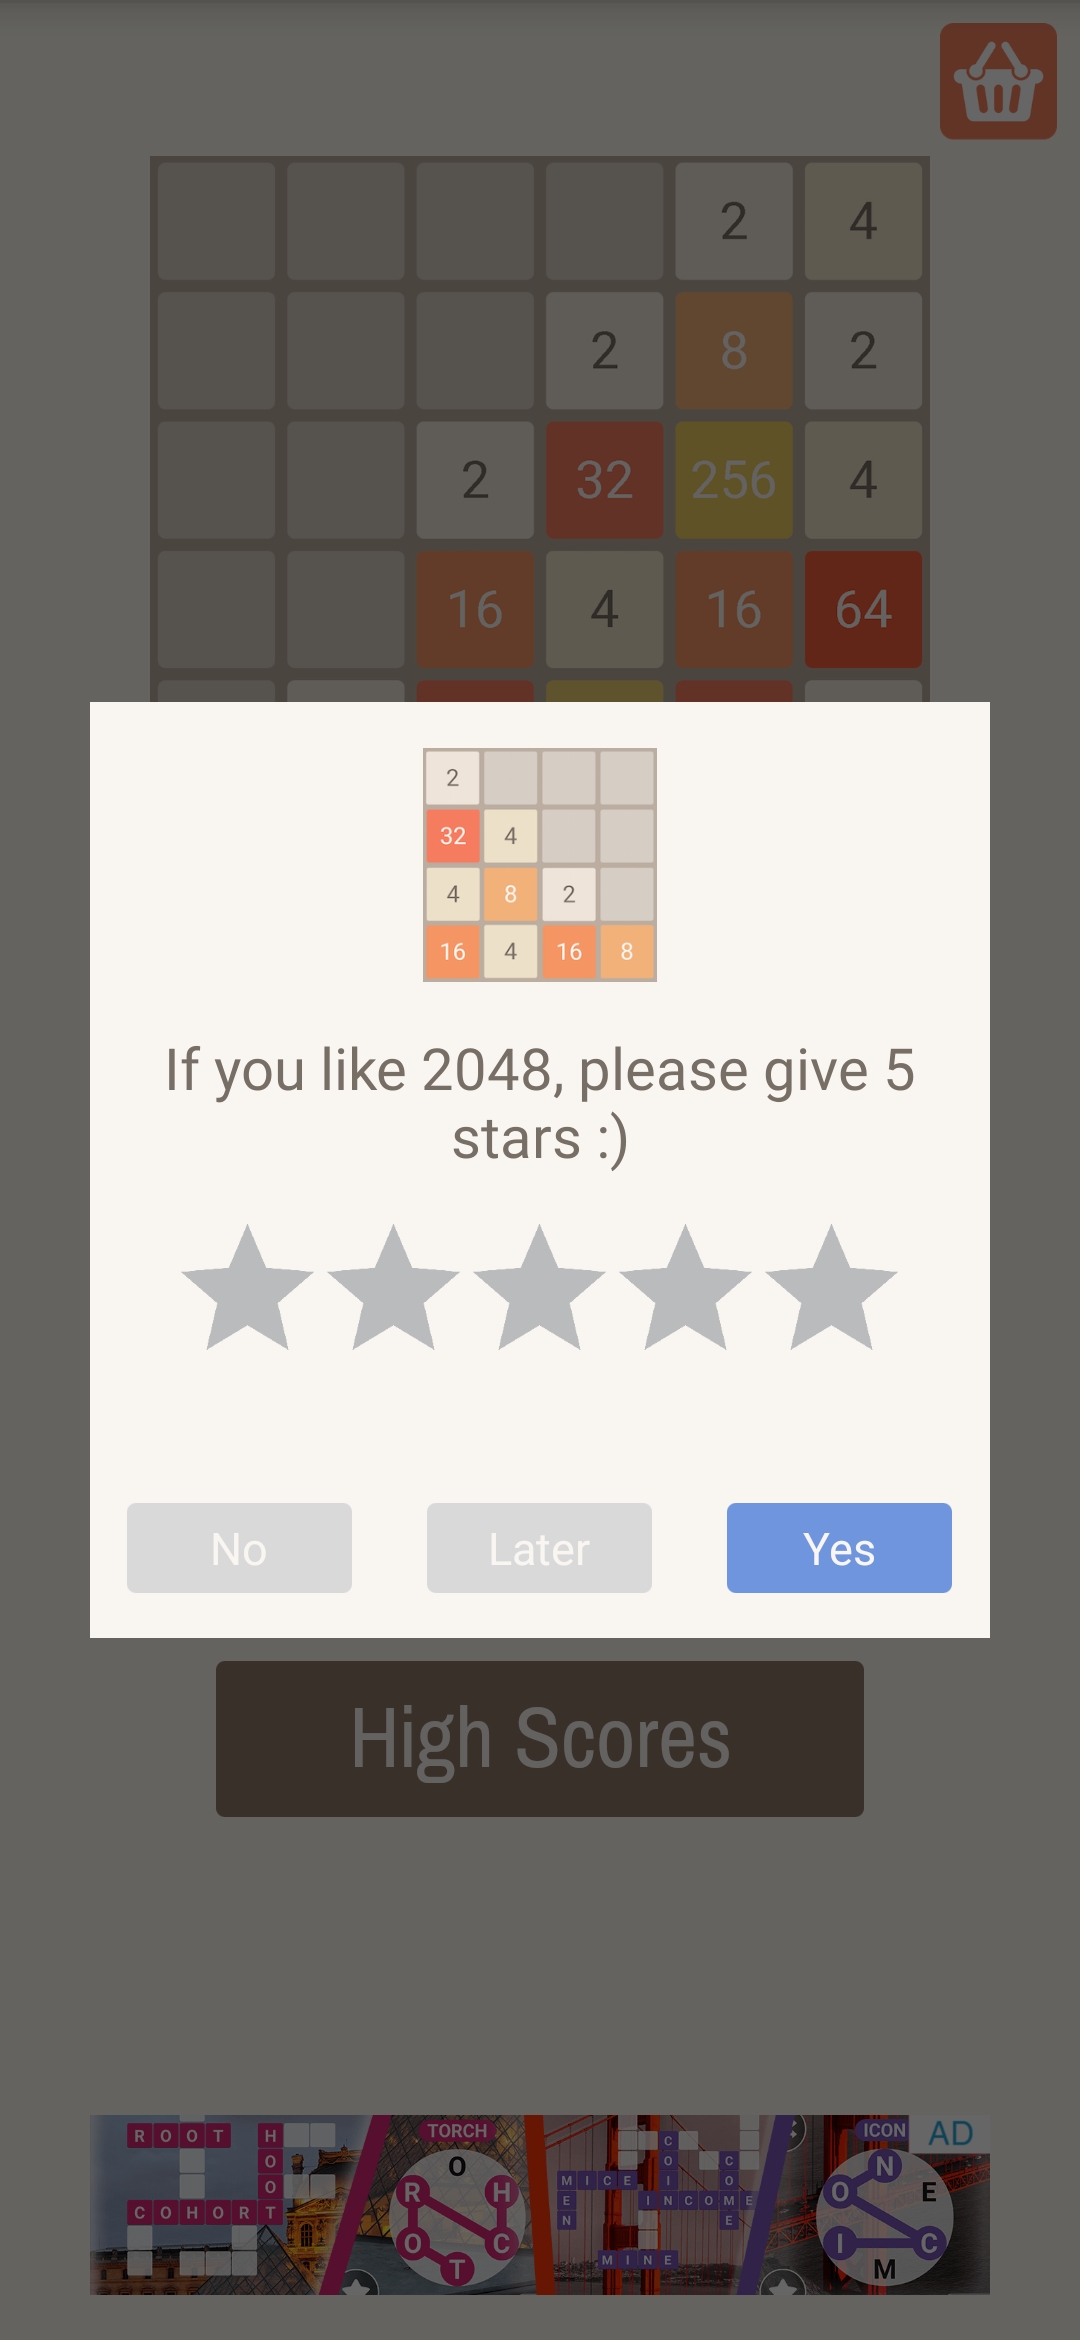 2 4
2 8 2
2 32 256 4
16 4 16 64
2
32 4
4 8 2
16 4 16 8
If you like 2048, please give 5
stars :)
No Later Yes
High Scores
ROOT
HOOT
COHORT
TORCH
O
R H
O C
T
MICE
MEN
COIN
INCOME
COME
MINE
ICON
AD
N
O E
I C
M